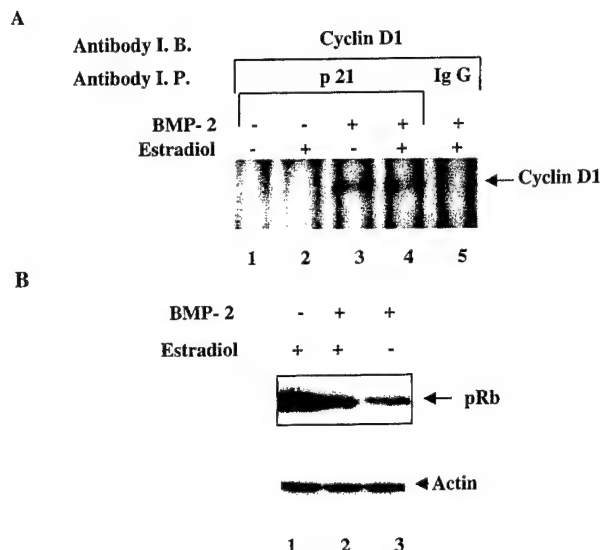 A
Antibody I. B. Cyclin D1
Antibody I. P. p 21 Ig G
BMP- 2 - - + + +
Estradiol - + - + +
Cyclin D1
1 2 3 4 5
B
BMP- 2 - + +
Estradiol + + -
pRb
Actin
1 2 3